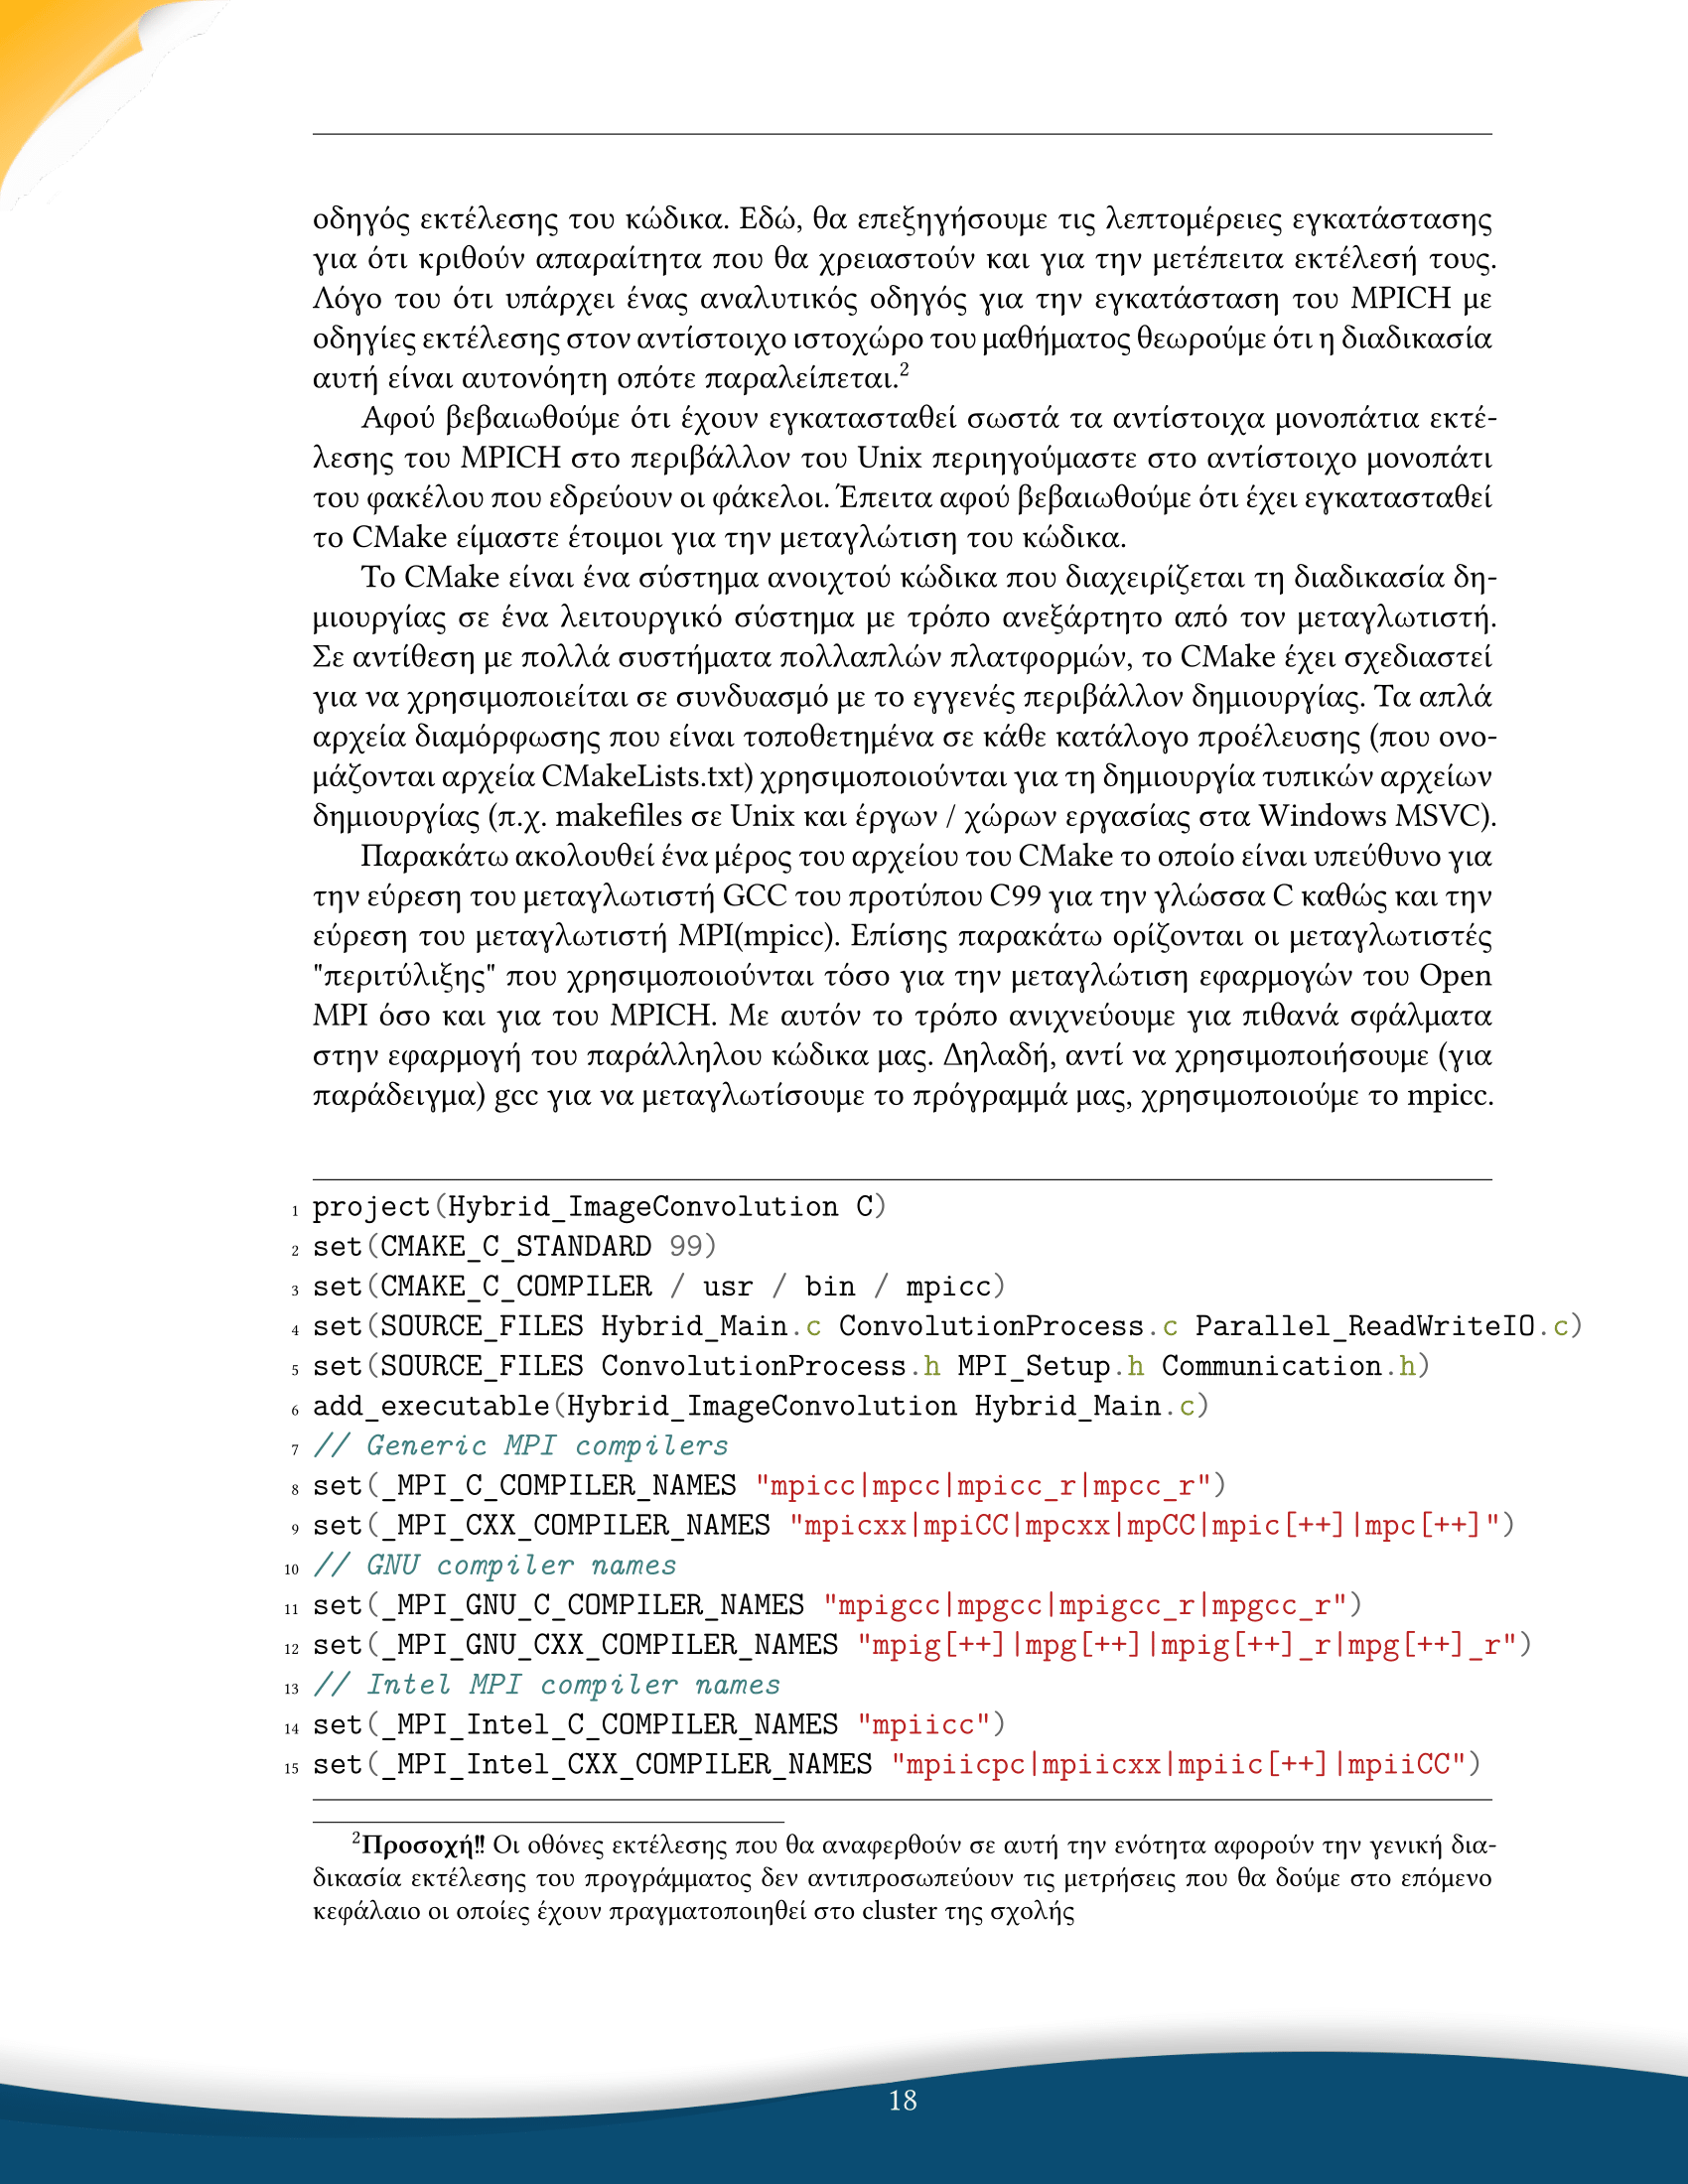 οδηγός εκτέλεσης του κώδικα. Εδώ, θα επεξηγήσουμε τις λεπτομέρειες εγκατάστασης
για ότι κριθούν απαραίτητα που θα χρειαστούν και για την μετέπειτα εκτέλεσή τους.
Λόγο του ότι υπάρχει ένας αναλυτικός οδηγός για την εγκατάσταση του MPICH με
οδηγίες εκτέλεσης στον αντίστοιχο ιστοχώρο του μαθήματος θεωρούμε ότι η διαδικασία
αυτή είναι αυτονόητη οπότε παραλείπεται.2
Αφού βεβαιωθούμε ότι έχουν εγκατασταθεί σωστά τα αντίστοιχα μονοπάτια εκτέ-
λεσης του MPICH στο περιβάλλον του Unix περιηγούμαστε στο αντίστοιχο μονοπάτι
του φακέλου που εδρεύουν οι φάκελοι. Έπειτα αφού βεβαιωθούμε ότι έχει εγκατασταθεί
το CMake είμαστε έτοιμοι για την μεταγλώτιση του κώδικα.
Το CMake είναι ένα σύστημα ανοιχτού κώδικα που διαχειρίζεται τη διαδικασία δη-
μιουργίας σε ένα λειτουργικό σύστημα με τρόπο ανεξάρτητο από τον μεταγλωτιστή.
Σε αντίθεση με πολλά συστήματα πολλαπλών πλατφορμών, το CMake έχει σχεδιαστεί
για να χρησιμοποιείται σε συνδυασμό με το εγγενές περιβάλλον δημιουργίας. Τα απλά
αρχεία διαμόρφωσης που είναι τοποθετημένα σε κάθε κατάλογο προέλευσης (που ονο-
μάζονται αρχεία CMakeLists.txt) χρησιμοποιούνται για τη δημιουργία τυπικών αρχείων
δημιουργίας (π.χ. makefiles σε Unix και έργων / χώρων εργασίας στα Windows MSVC).
Παρακάτω ακολουθεί ένα μέρος του αρχείου του CMake το οποίο είναι υπεύθυνο για
την εύρεση του μεταγλωτιστή GCC του προτύπου C99 για την γλώσσα C καθώς και την
εύρεση του μεταγλωτιστή MPI(mpicc). Επίσης παρακάτω ορίζονται οι μεταγλωτιστές
"περιτύλιξης" που χρησιμοποιούνται τόσο για την μεταγλώτιση εφαρμογών του Open
MPI όσο και για του MPICH. Με αυτόν το τρόπο ανιχνεύουμε για πιθανά σφάλματα
στην εφαρμογή του παράλληλου κώδικα μας. Δηλαδή, αντί να χρησιμοποιήσουμε (για
παράδειγμα) gcc για να μεταγλωτίσουμε το πρόγραμμά μας, χρησιμοποιούμε το mpicc.
1 project(Hybrid_ImageConvolution C)
2 set(CMAKE_C_STANDARD 99)
3 set(CMAKE_C_COMPILER / usr / bin / mpicc)
4 set(SOURCE_FILES Hybrid_Main.c ConvolutionProcess.c Parallel_ReadWriteIO.c)
5 set(SOURCE_FILES ConvolutionProcess.h MPI_Setup.h Communication.h)
6 add_executable(Hybrid_ImageConvolution Hybrid_Main.c)
7 // Generic MPI compilers
8 set(_MPI_C_COMPILER_NAMES "mpicc|mpcc|mpicc_r|mpcc_r")
9 set(_MPI_CXX_COMPILER_NAMES "mpicxx|mpiCC|mpcxx|mpCC|mpic[++]|mpc[++]")
10 // GNU compiler names
11 set(_MPI_GNU_C_COMPILER_NAMES "mpigcc|mpgcc|mpigcc_r|mpgcc_r")
12 set(_MPI_GNU_CXX_COMPILER_NAMES "mpig[++]|mpg[++]|mpig[++]_r|mpg[++]_r")
13 // Intel MPI compiler names
14 set(_MPI_Intel_C_COMPILER_NAMES "mpiicc")
15 set(_MPI_Intel_CXX_COMPILER_NAMES "mpiicpc|mpiicxx|mpiic[++]|mpiiCC")
2Προσοχή!! Οι οθόνες εκτέλεσης που θα αναφερθούν σε αυτή την ενότητα αφορούν την γενική δια-
δικασία εκτέλεσης του προγράμματος δεν αντιπροσωπεύουν τις μετρήσεις που θα δούμε στο επόμενο
κεφάλαιο οι οποίες έχουν πραγματοποιηθεί στο cluster της σχολής
18